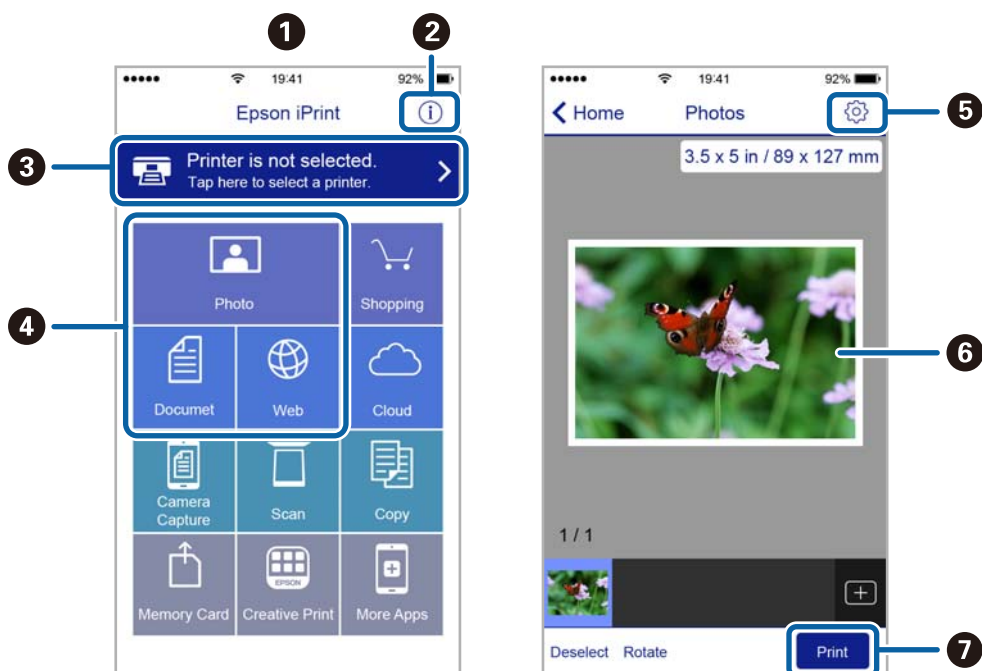 1
2
●●●●● 19:41 92%
Epson iPrint
3
Printer is not selected.
Tap here to select a printer.
4
Photo
Shopping
Documet
Web
Cloud
Camera
Capture
Scan
Copy
EPSON
Memory Card
Creative Print
More Apps
●●●●● 19:41 92%
Home Photos
5
3.5 x 5 in / 89 x 127 mm
6
1 / 1
Deselect Rotate Print
7